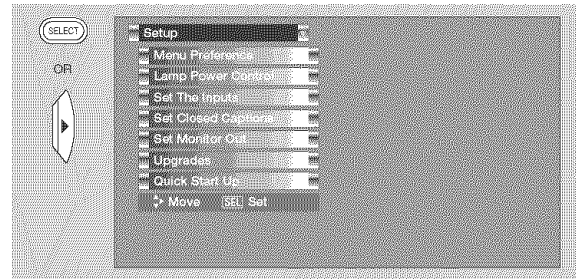 SELECT
OR
Setup
Menu Preference
Lamp Power Control
Set The Inputs
Set Closed Captions
Set Monitor Out
Upgrades
Quick Start Up
Move SEL Set